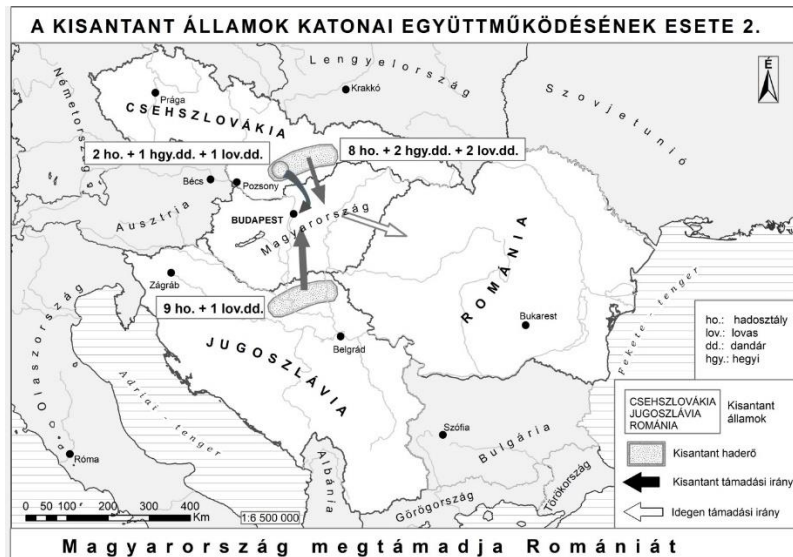 A KISANTANT ÁLLAMOK KATONAI EGYÜTTMŰKÖDÉSÉNEK ESETE 2.
Németország
Lengyelország
Szovjetunió
É
Prága
Krakkó
CSEHSZLOVÁKIA
2 ho. + 1 hgy.dd. + 1 lov.dd.
8 ho. + 2 hgy.dd. + 2 lov.dd.
Bécs
Pozsony
Ausztria
BUDAPEST
Magyarország
ROMÁNIA
Zágráb
9 ho. + 1 lov.dd.
Bukarest
Fekete - tenger
JUGOSZLÁVIA
Belgrád
Olaszország
Adriai - tenger
Róma
Szófia
Bulgária
Albánia
Görögország
Törökország
ho.: hadosztály
lov.: lovas
dd.: dandár
hgy.: hegyi
CSEHSZLOVÁKIA
JUGOSZLÁVIA
ROMÁNIA
Kisantant
államok
Kisantant haderő
Kisantant támadási irány
Idegen támadási irány
0 50 100 200 300 400
Km
1:6 500 000
Magyarország megtámadja Romániát